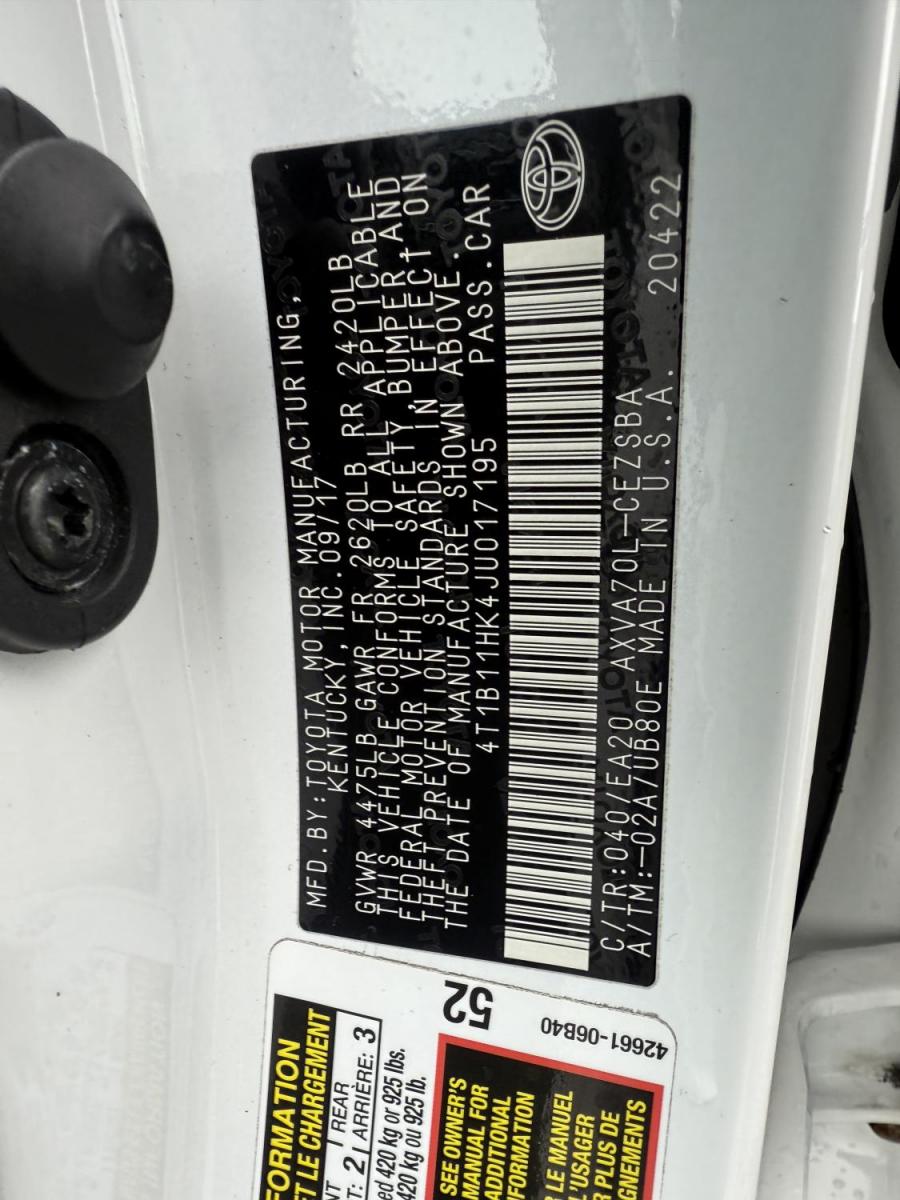 MFD.BY:TOYOTA MOTOR MANUFACTURING,
KENTUCKY, INC. 09/17
GVWR 4475LB GAWR FR 2620LB RR 2420LB
THIS VEHICLE CONFORMS TO ALL APPLICABLE
FEDERAL MOTOR VEHICLE SAFETY, BUMPER, AND
THEFT PREVENTION STANDARDS IN EFFECT ON
THE DATE OF MANUFACTURE SHOWN ABOVE.
4T1B11HK4JU017195 PASS.CAR
C/TR:040/EA20 AXVA70L-CEZSBA
A/TM:-02A/UB80E MADE IN U.S.A. 20422
52
42661-06B40
FORMATION
ET LE CHARGEMENT
REAR 3
2 ARRIÈRE:
420 kg or 925 lbs.
420 kg ou 925 lb.
SEE OWNER'S
MANUAL FOR
ADDITIONAL
INFORMATION
LE MANUEL
L'USAGER
PLUS DE